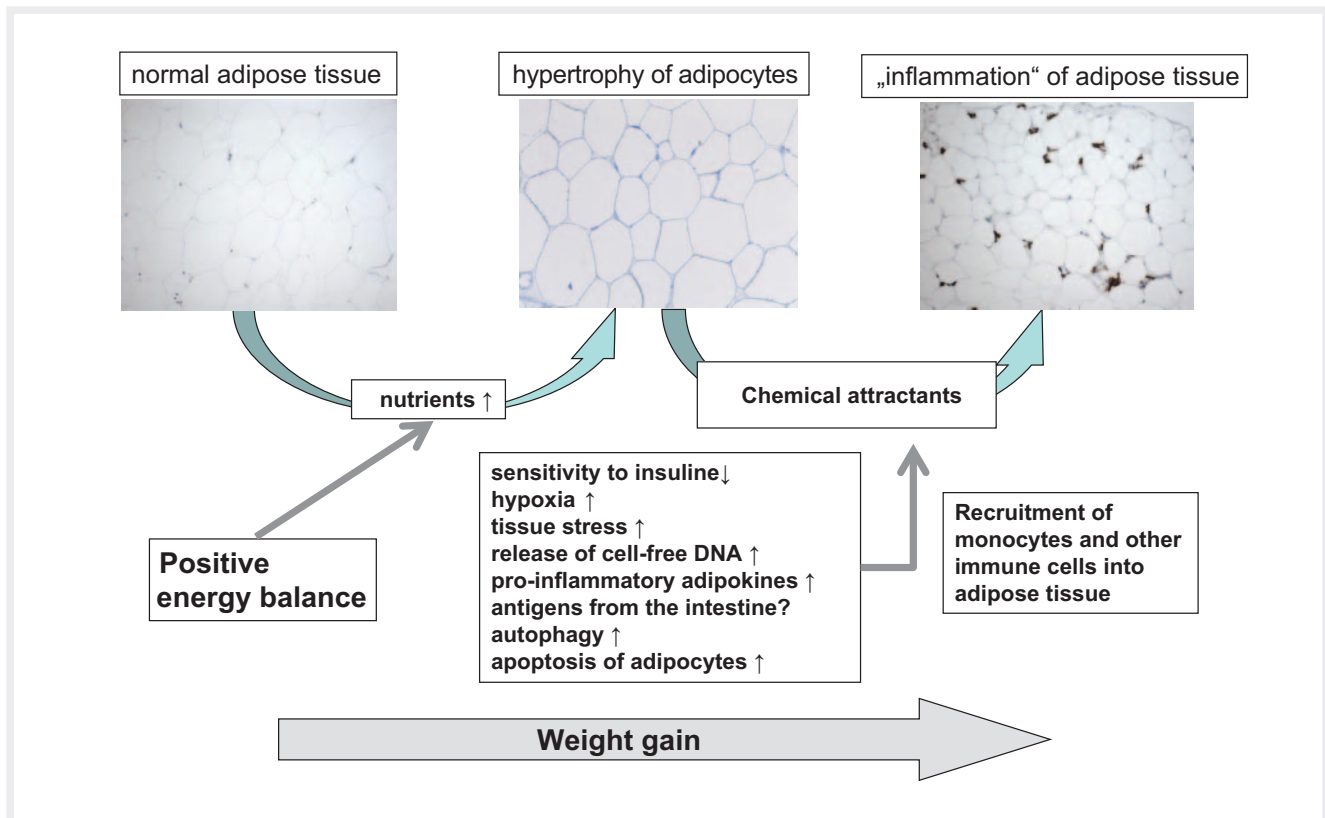 normal adipose tissue
hypertrophy of adipocytes
„inflammation“ of adipose tissue
nutrients ↑
Chemical attractants
Positive
energy balance
sensitivity to insuline↓
hypoxia ↑
tissue stress ↑
release of cell-free DNA ↑
pro-inflammatory adipokines ↑
antigens from the intestine?
autophagy ↑
apoptosis of adipocytes ↑
Recruitment of
monocytes and other
immune cells into
adipose tissue
Weight gain